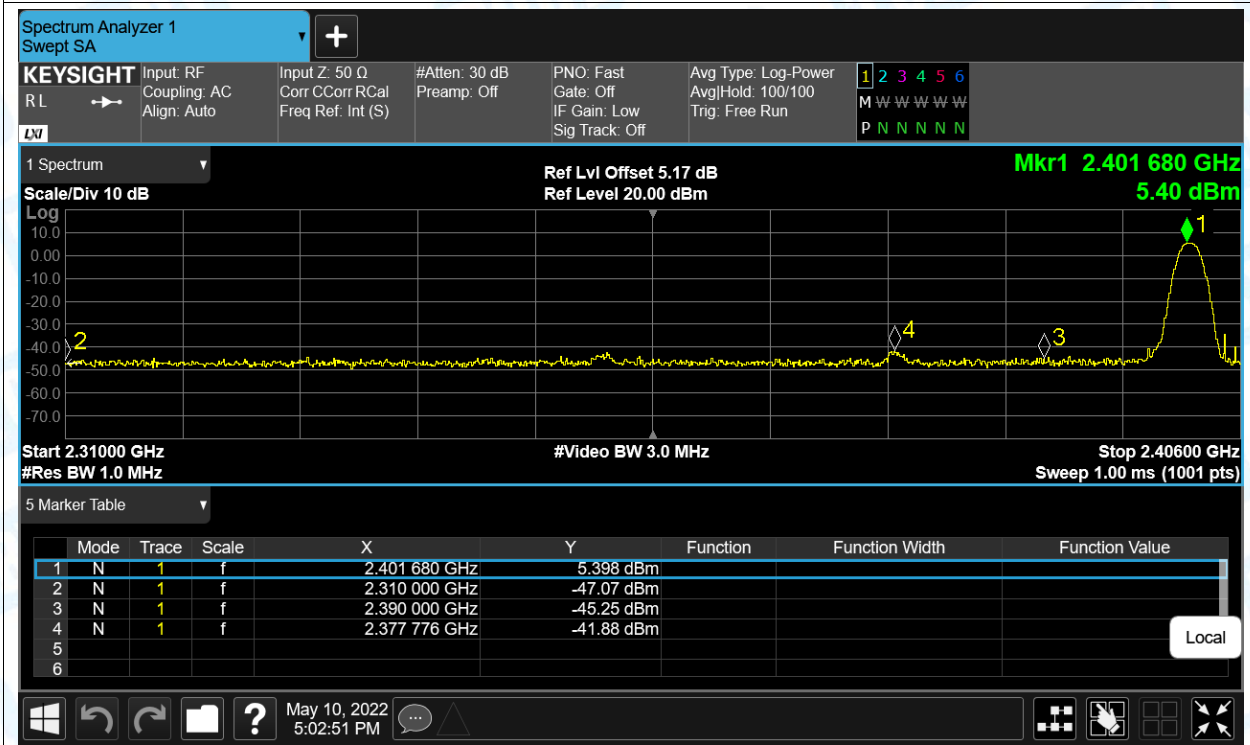 Spectrum Analyzer 1
Swept SA
KEYSIGHT
R L
LXI
Input: RF
Coupling: AC
Align: Auto
Input Z: 50 Ω
Corr CCorr RCal
Freq Ref: Int (S)
#Atten: 30 dB
Preamp: Off
PNO: Fast
Gate: Off
IF Gain: Low
Sig Track: Off
Avg Type: Log-Power
Avg|Hold: 100/100
Trig: Free Run
1 2 3 4 5 6
M W W W W W
P N N N N N
1 Spectrum
Scale/Div 10 dB
Ref Lvl Offset 5.17 dB
Ref Level 20.00 dBm
Mkr1 2.401 680 GHz
5.40 dBm
Log
10.0
0.00
-10.0
-20.0
-30.0
-40.0
-50.0
-60.0
-70.0
1
2
4
3
Start 2.31000 GHz
#Video BW 3.0 MHz
Stop 2.40600 GHz
#Res BW 1.0 MHz
Sweep 1.00 ms (1001 pts)
5 Marker Table
Mode Trace Scale X Y Function Function Width Function Value
1 N 1 f 2.401 680 GHz 5.398 dBm
2 N 1 f 2.310 000 GHz -47.07 dBm
3 N 1 f 2.390 000 GHz -45.25 dBm
4 N 1 f 2.377 776 GHz -41.88 dBm
5
6
Local
?
May 10, 2022
5:02:51 PM